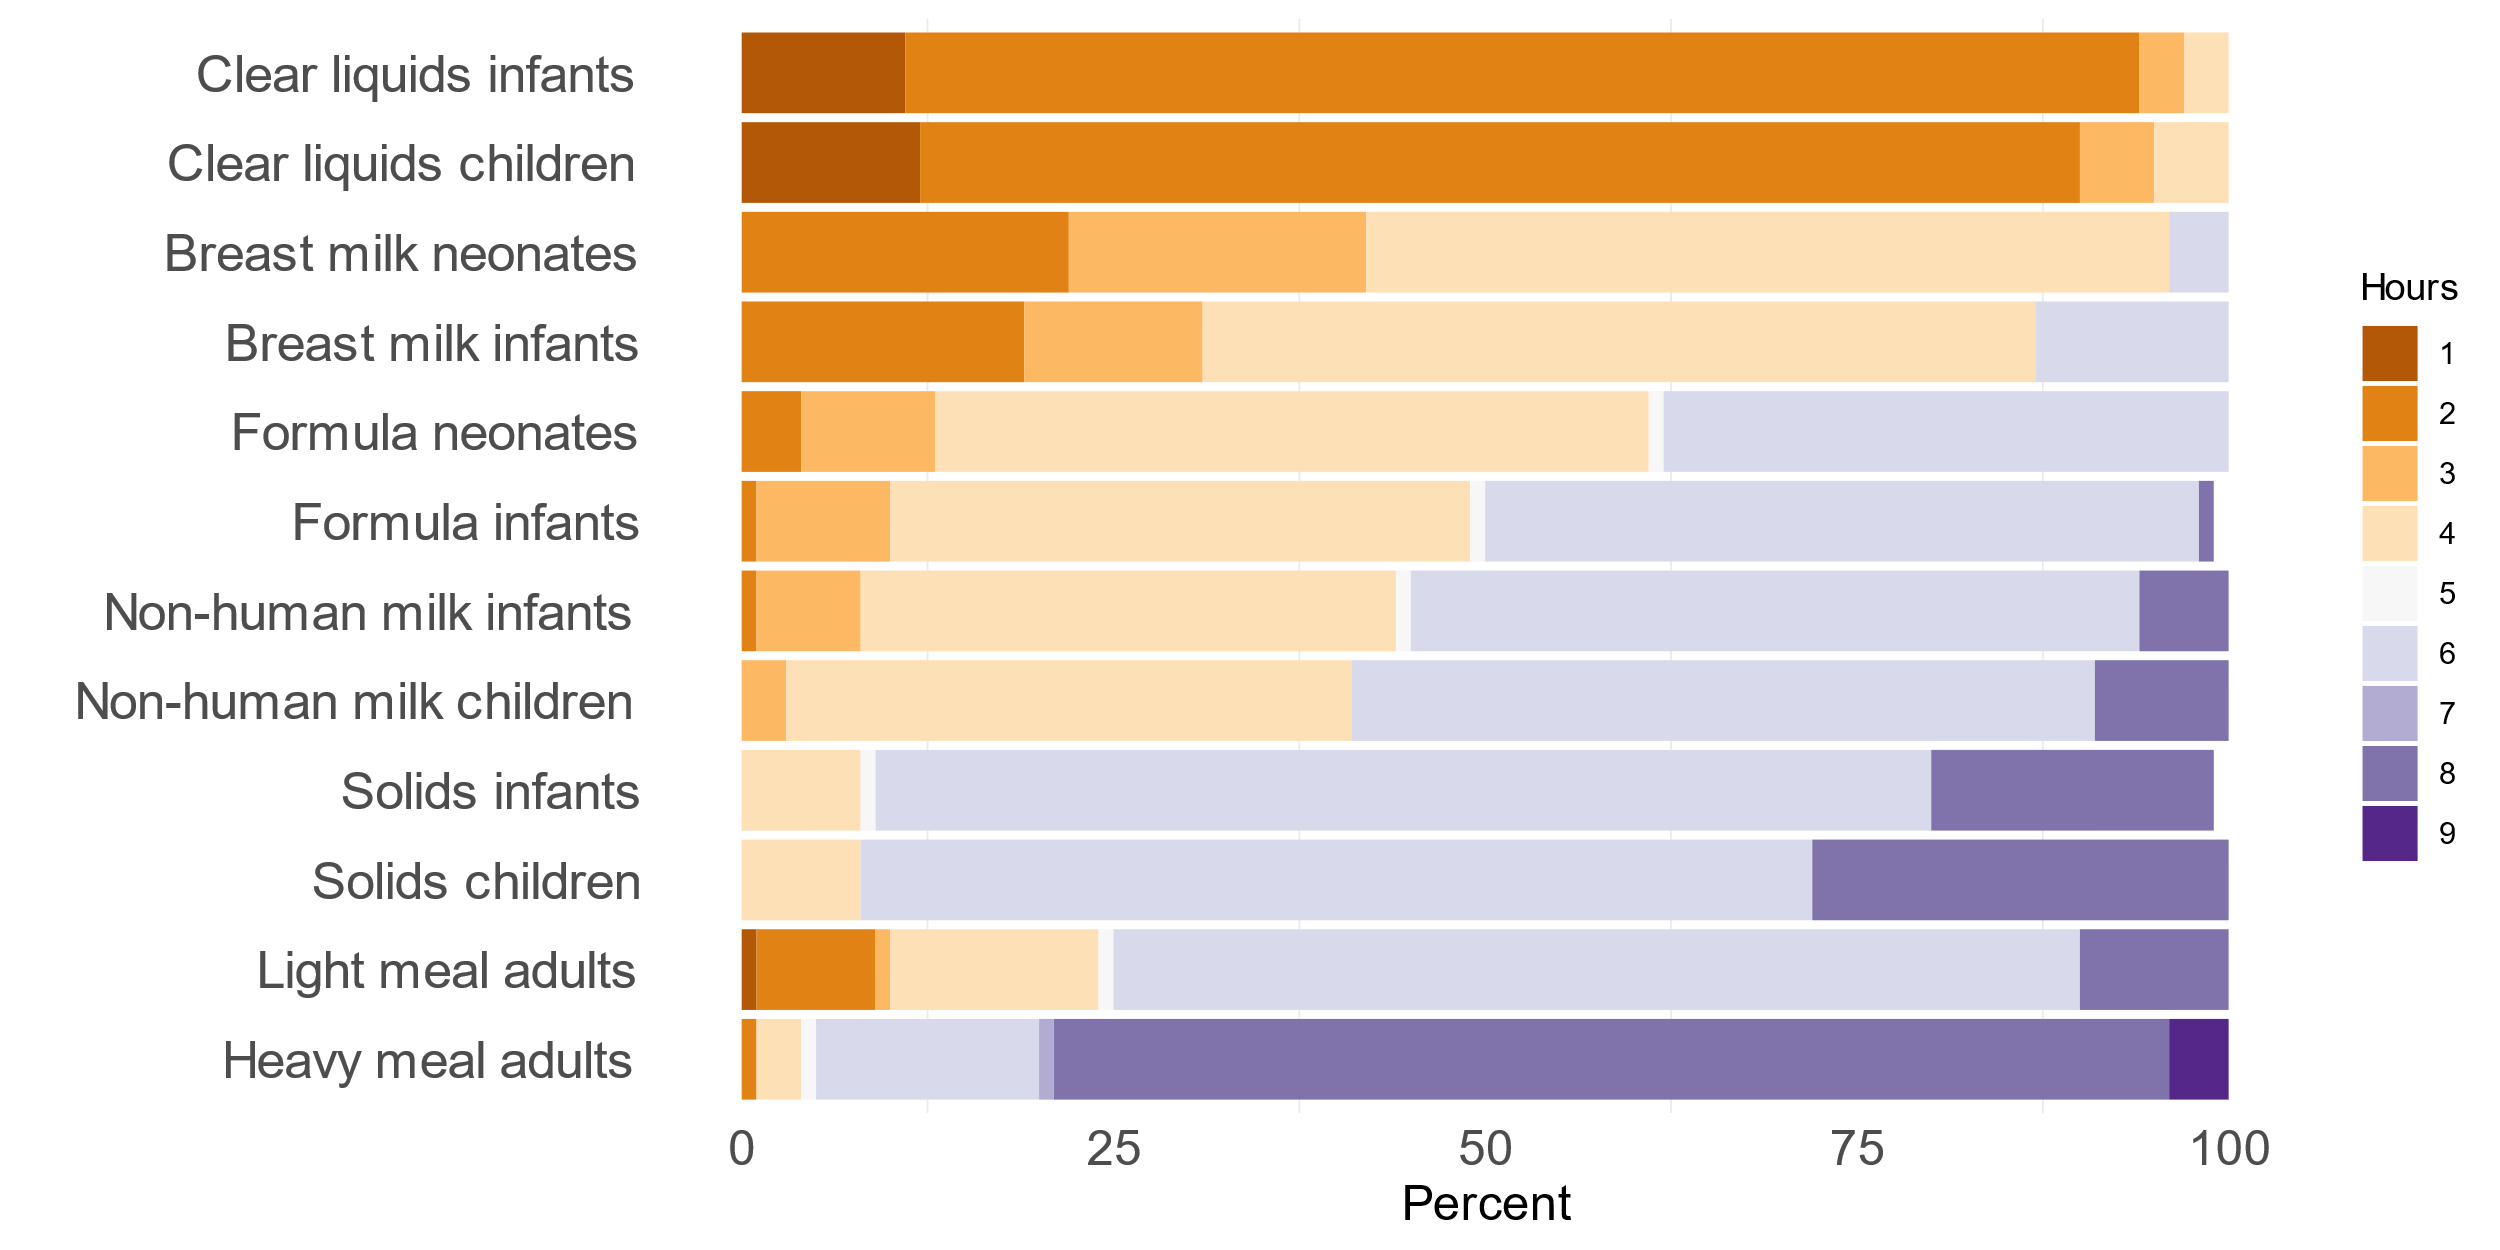 Clear liquids infants
Clear liquids children
Breast milk neonates
Breast milk infants
Formula neonates
Formula infants
Non-human milk infants
Non-human milk children
Solids infants
Solids children
Light meal adults
Heavy meal adults
0 25 50 75 100
Percent
Hours
1
2
3
4
5
6
7
8
9